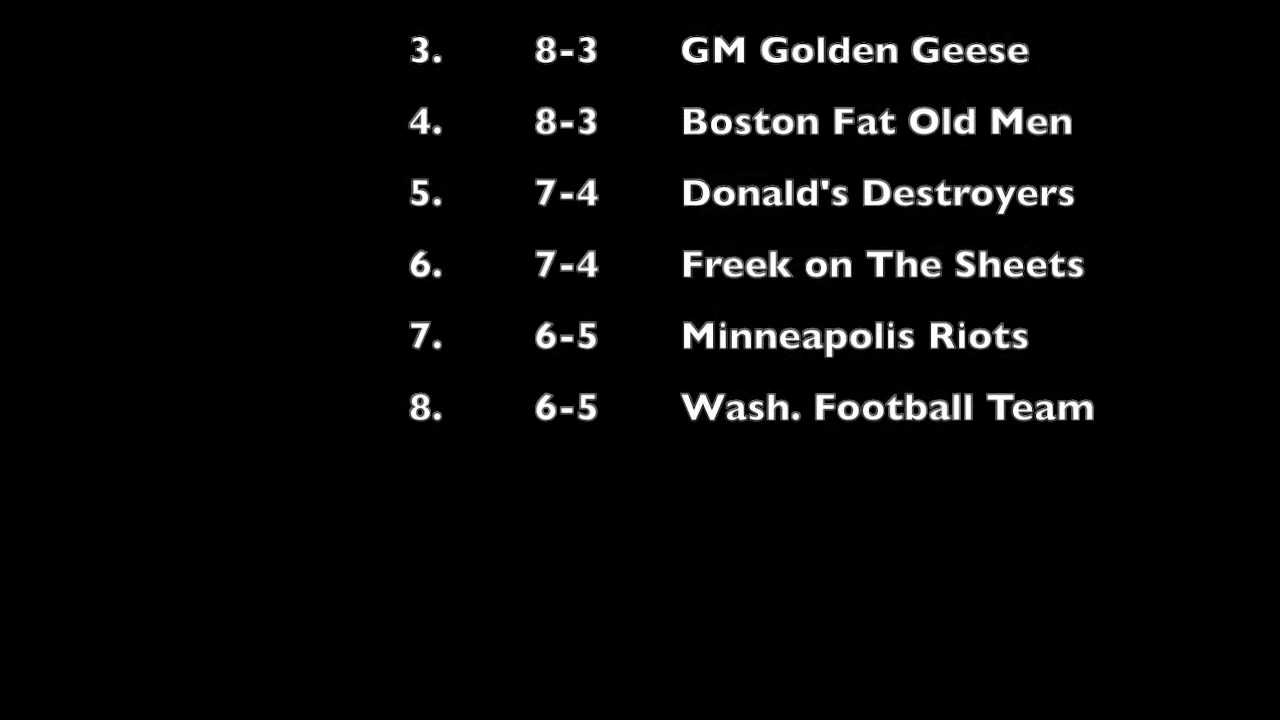 3. 8-3 GM Golden Geese
4. 8-3 Boston Fat Old Men
5. 7-4 Donald's Destroyers
6. 7-4 Freek on The Sheets
7. 6-5 Minneapolis Riots
8. 6-5 Wash. Football Team